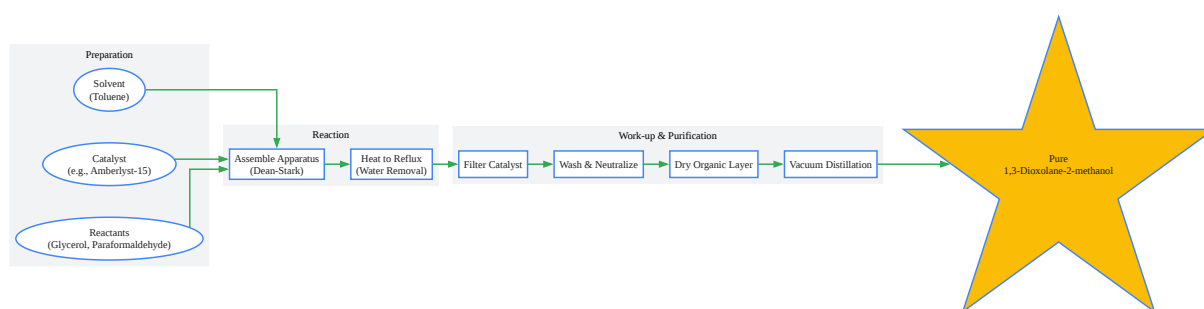 Preparation
Solvent
(Toluene)
Catalyst
(e.g., Amberlyst-15)
Reactants
(Glycerol, Paraformaldehyde)
Reaction
Assemble Apparatus
(Dean-Stark)
Heat to Reflux
(Water Removal)
Work-up & Purification
Filter Catalyst
Wash & Neutralize
Dry Organic Layer
Vacuum Distillation
Pure
1,3-Dioxolane-2-methanol